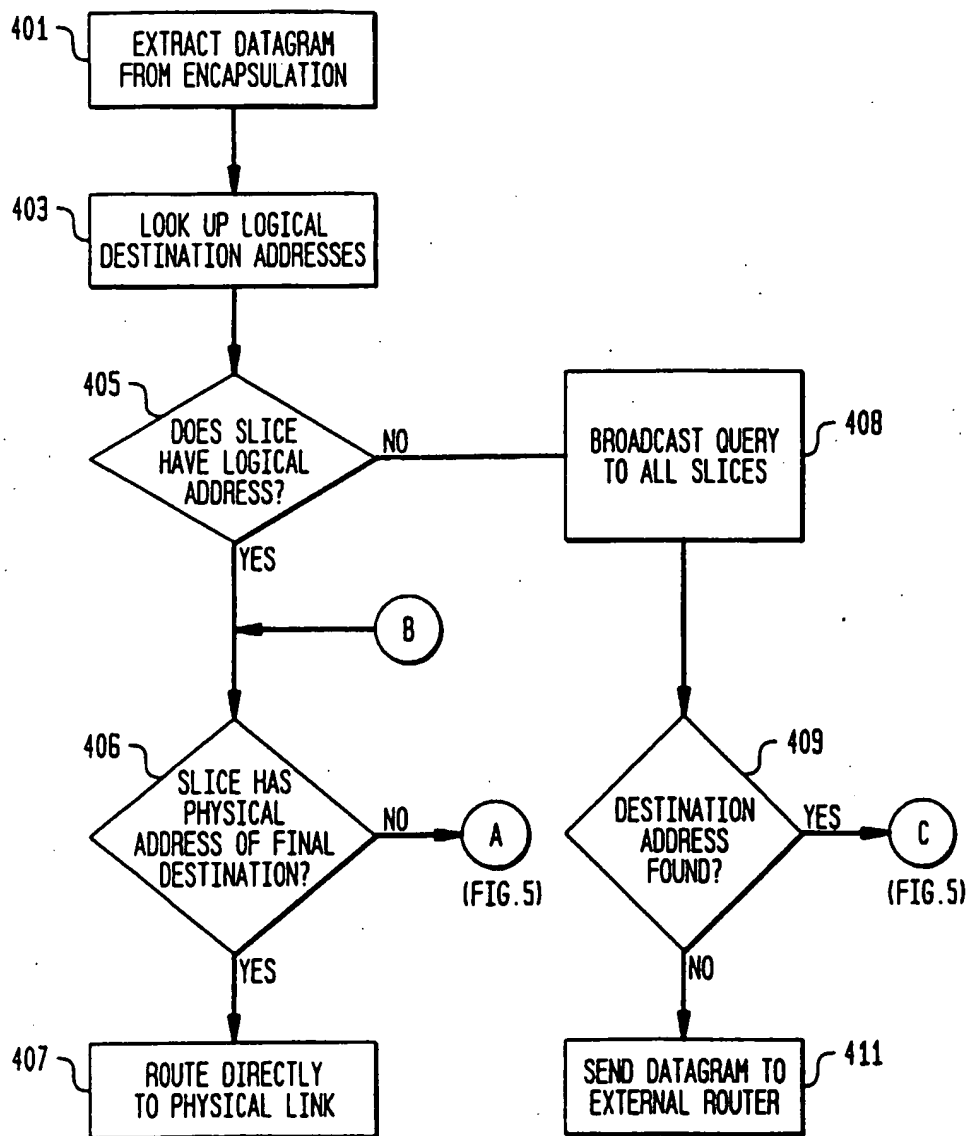 401
EXTRACT DATAGRAM
FROM ENCAPSULATION
403
LOOK UP LOGICAL
DESTINATION ADDRESSES
405
DOES SLICE
HAVE LOGICAL
ADDRESS?
NO
YES
BROADCAST QUERY
TO ALL SLICES
408
B
406
SLICE HAS
PHYSICAL
ADDRESS OF FINAL
DESTINATION?
NO
A
(FIG.5)
YES
409
DESTINATION
ADDRESS
FOUND?
YES
C
(FIG.5)
NO
407
ROUTE DIRECTLY
TO PHYSICAL LINK
SEND DATAGRAM TO
EXTERNAL ROUTER
411